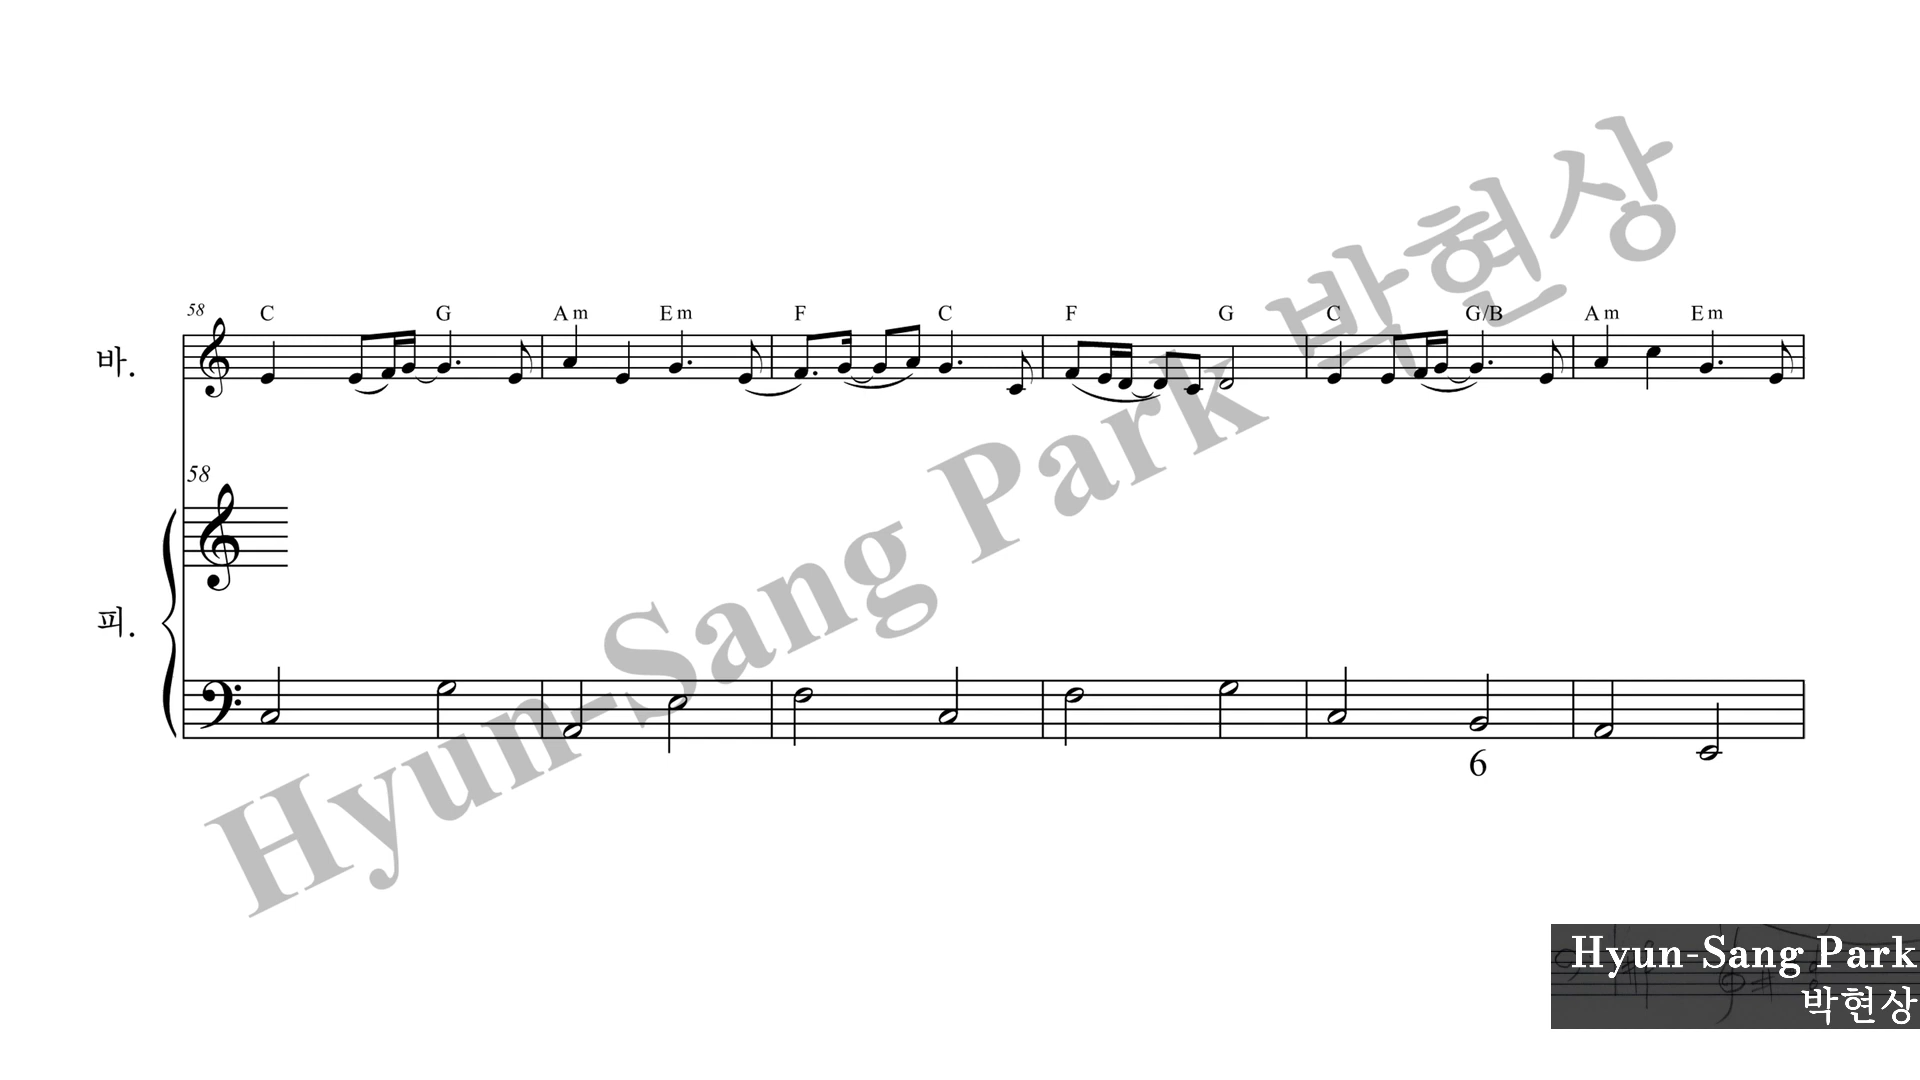 58
C G Am Em F C F G C G/B Am Em
바.
58
피.
6
Hyun-Sang Park 박현상
Hyun-Sang Park
박현상